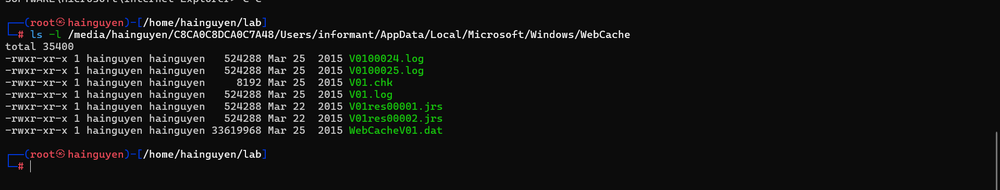 SOFTWARE\Microsoft\Internet Explorer> ^C
┌──(root㉿hainguyen)-[/home/hainguyen/lab]
└─# ls -l /media/hainguyen/C8CA0C8DCA0C7A48/Users/informant/AppData/Local/Microsoft/Windows/WebCache
total 35400
-rwxr-xr-x 1 hainguyen hainguyen   524288 Mar 25  2015 V0100024.log
-rwxr-xr-x 1 hainguyen hainguyen   524288 Mar 25  2015 V0100025.log
-rwxr-xr-x 1 hainguyen hainguyen     8192 Mar 25  2015 V01.chk
-rwxr-xr-x 1 hainguyen hainguyen   524288 Mar 25  2015 V01.log
-rwxr-xr-x 1 hainguyen hainguyen   524288 Mar 22  2015 V01res00001.jrs
-rwxr-xr-x 1 hainguyen hainguyen   524288 Mar 22  2015 V01res00002.jrs
-rwxr-xr-x 1 hainguyen hainguyen 33619968 Mar 25  2015 WebCacheV01.dat
┌──(root㉿hainguyen)-[/home/hainguyen/lab]
└─#